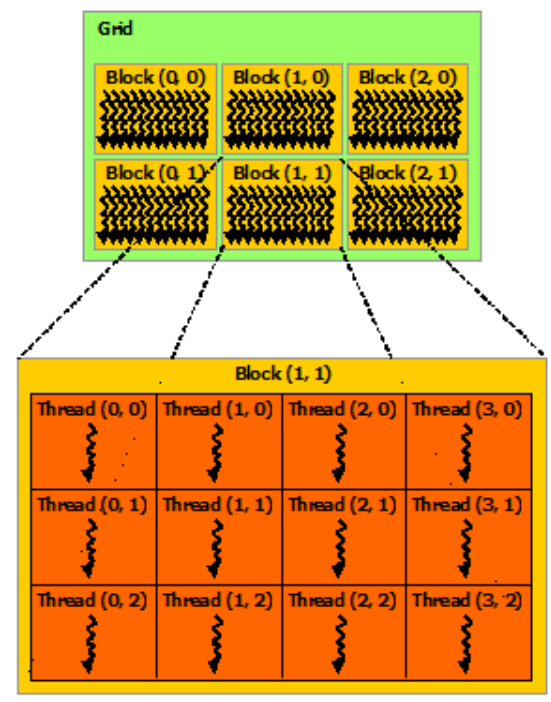 Grid
Block (0, 0) Block (1, 0) Block (2, 0)
Block (0, 1) Block (1, 1) Block (2, 1)
Block (1, 1)
Thread (0, 0) Thread (1, 0) Thread (2, 0) Thread (3, 0)
Thread (0, 1) Thread (1, 1) Thread (2, 1) Thread (3, 1)
Thread (0, 2) Thread (1, 2) Thread (2, 2) Thread (3, 2)